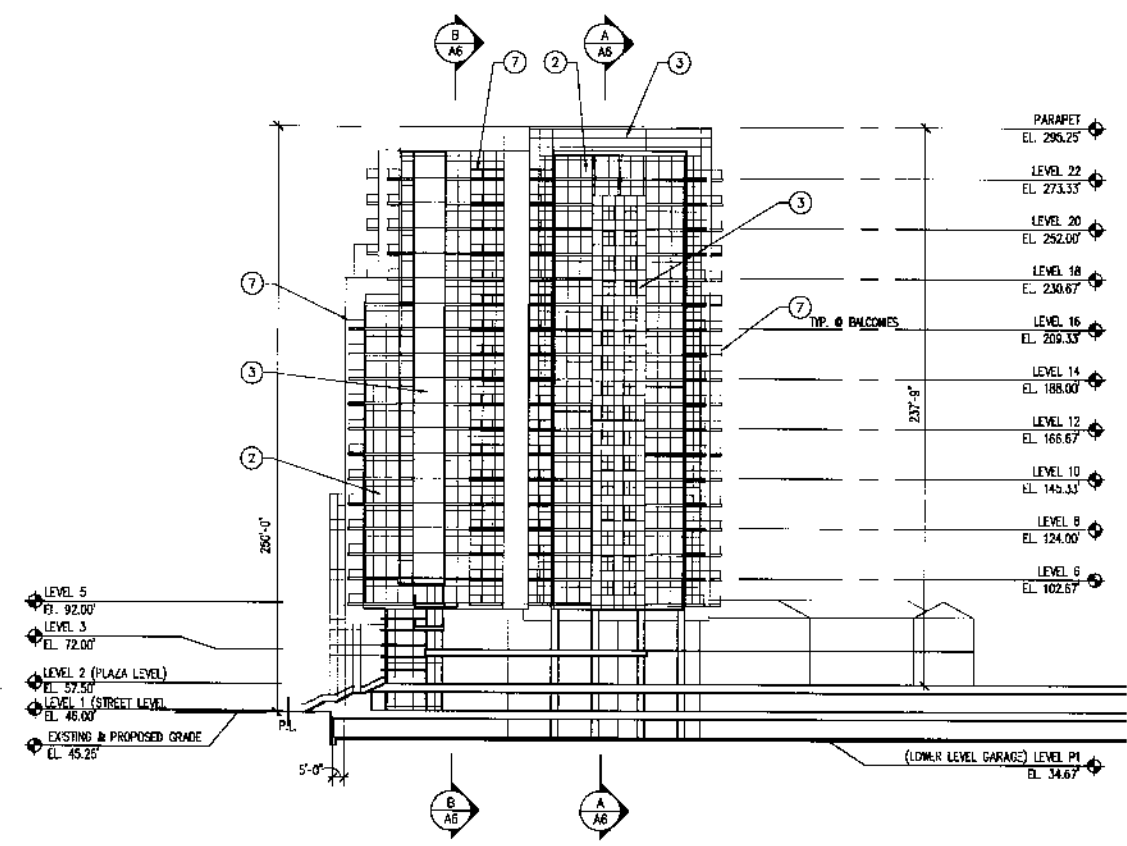 B
A6
A
A6
7
2
3
PARAPET
EL. 295.25'
LEVEL 22
EL. 273.33'
3
LEVEL 20
EL. 252.00'
LEVEL 18
EL. 230.67'
7
7
TYP. @ BALCONIES
LEVEL 16
EL. 209.33'
3
LEVEL 14
EL. 188.00'
237'-9"
LEVEL 12
EL. 166.67'
2
LEVEL 10
EL. 145.33'
250'-0"
LEVEL 8
EL. 124.00'
LEVEL 6
EL. 102.67'
LEVEL 5
EL. 92.00'
LEVEL 3
EL. 72.00'
LEVEL 2 (PLAZA LEVEL)
EL. 57.50'
LEVEL 1 (STREET LEVEL
EL. 46.00'
P.L.
EXISTING & PROPOSED GRADE
EL. 45.25'
5'-0"
(LOWER LEVEL GARAGE) LEVEL P1
EL. 34.67'
B
A6
A
A6